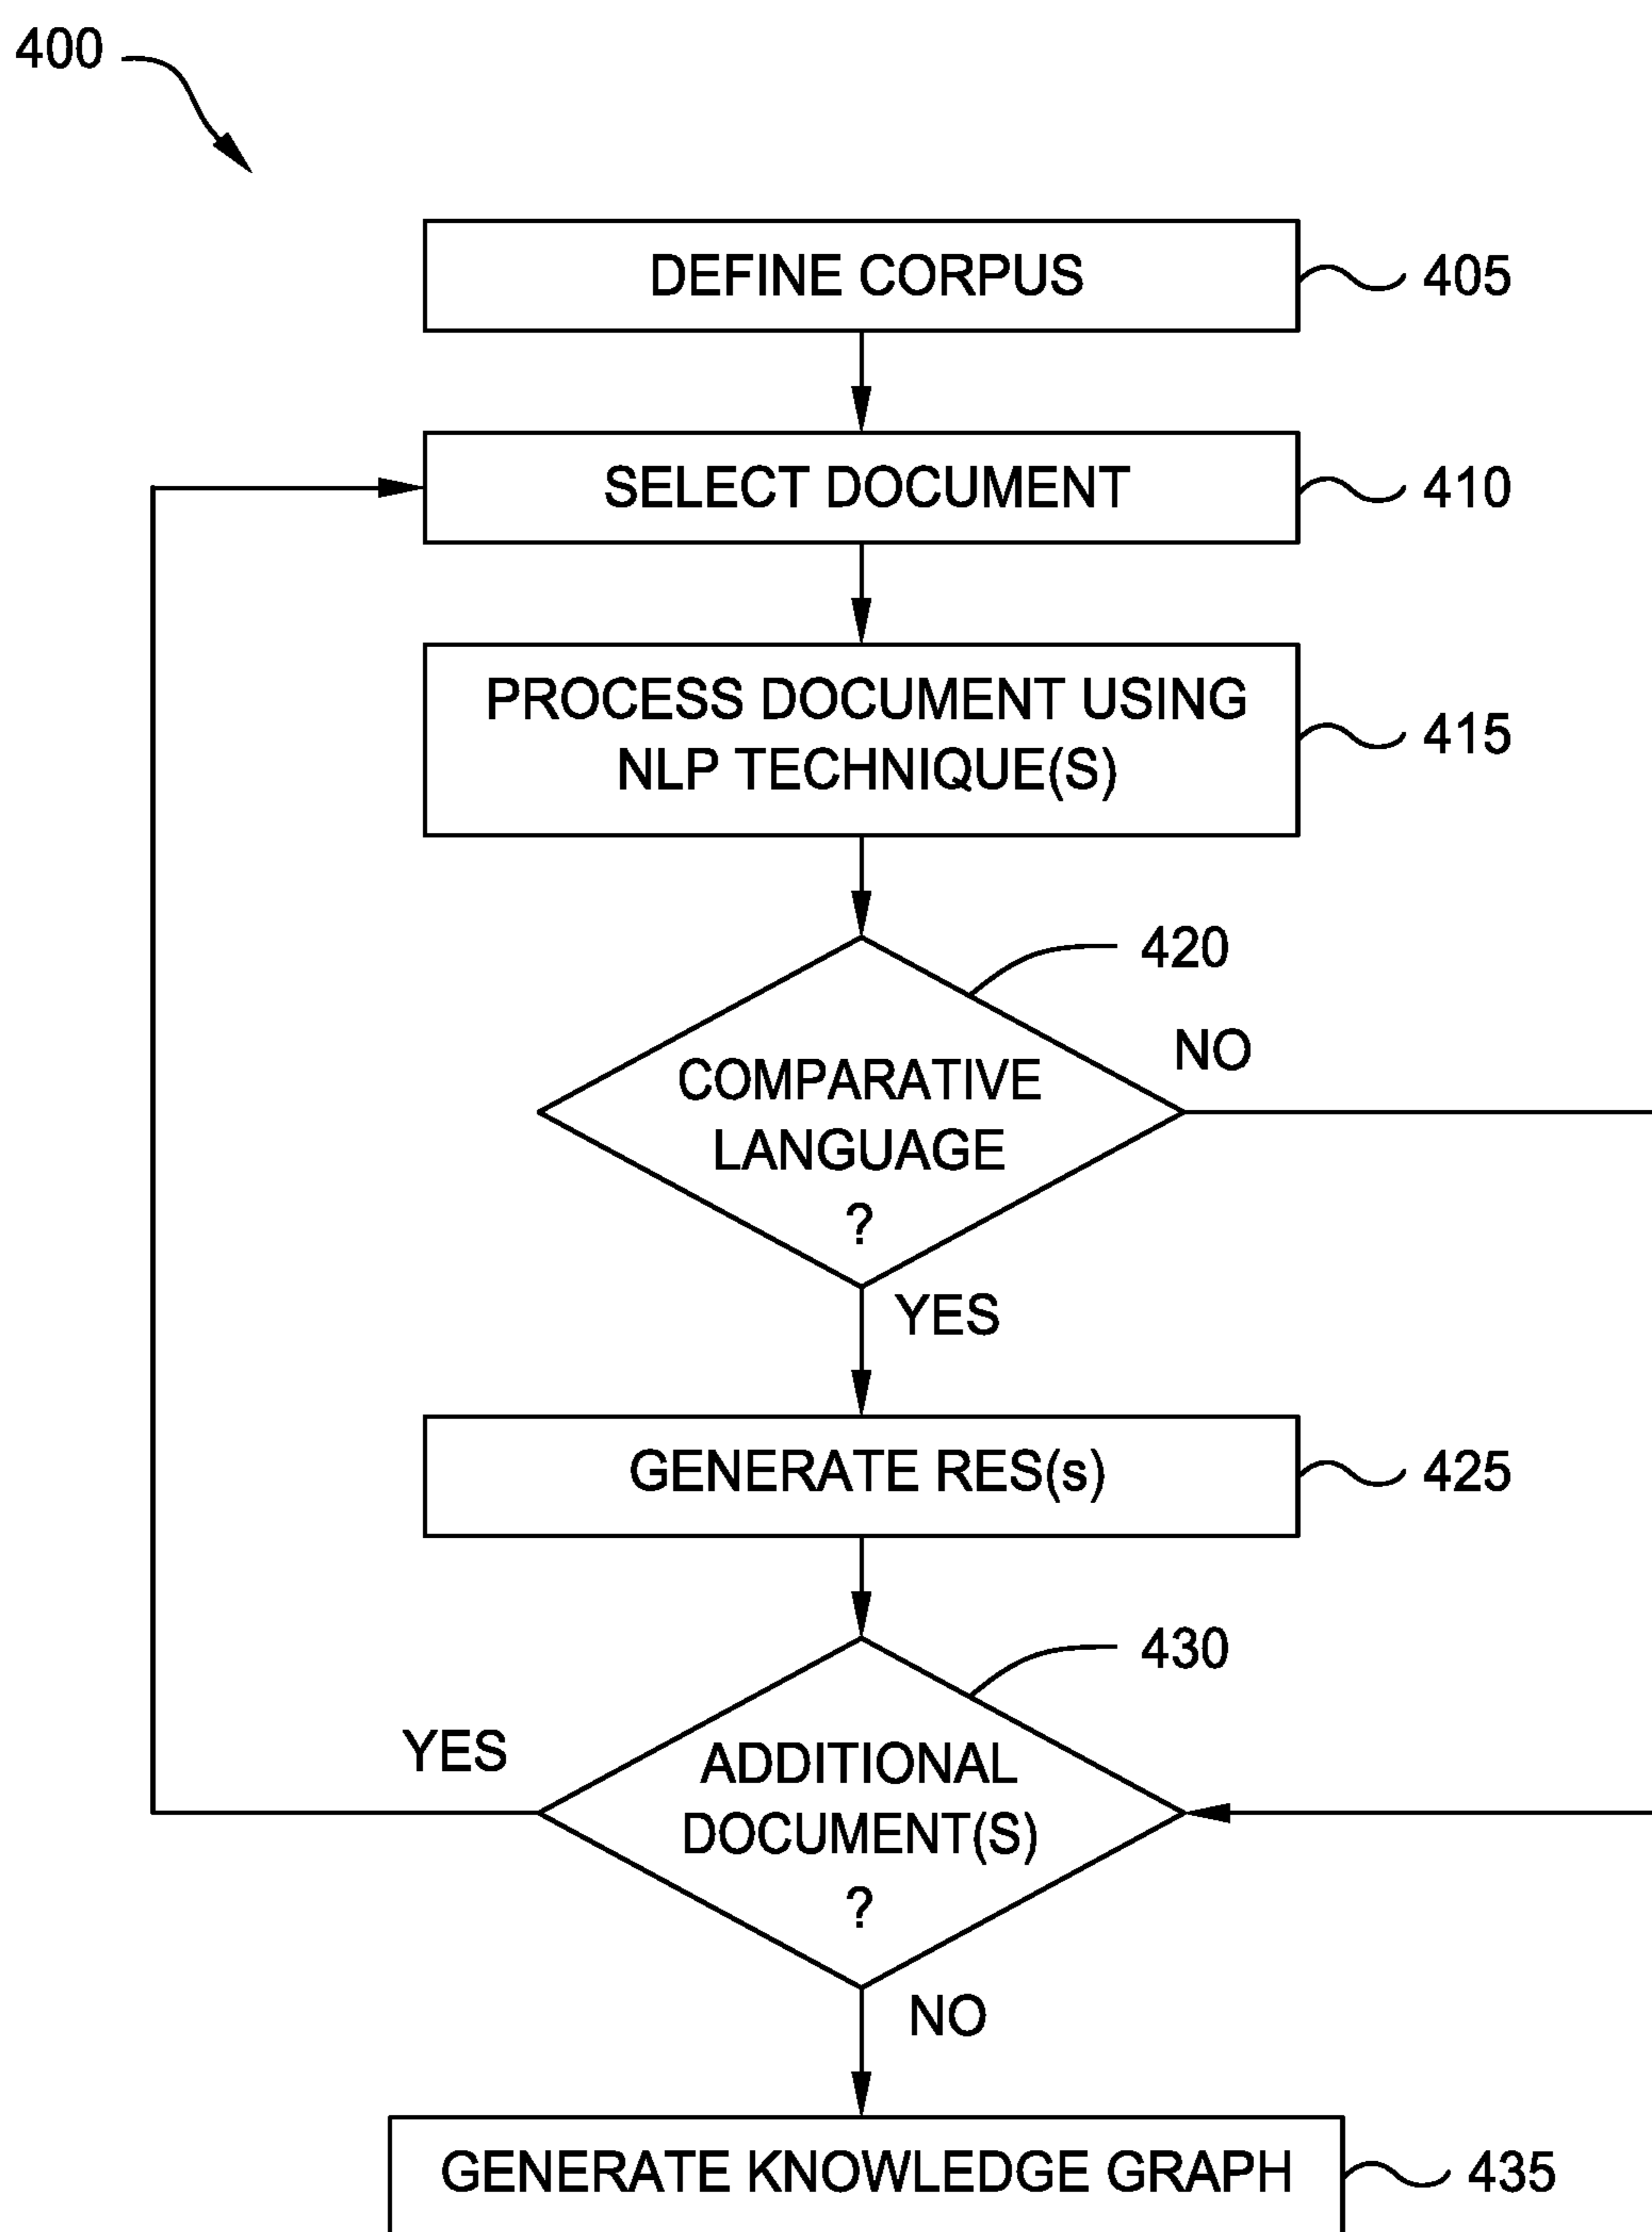 400
DEFINE CORPUS
405
SELECT DOCUMENT
410
PROCESS DOCUMENT USING
NLP TECHNIQUE(S)
415
420
NO
COMPARATIVE
LANGUAGE
?
YES
GENERATE RES(s)
425
430
YES
ADDITIONAL
DOCUMENT(S)
?
NO
GENERATE KNOWLEDGE GRAPH
435